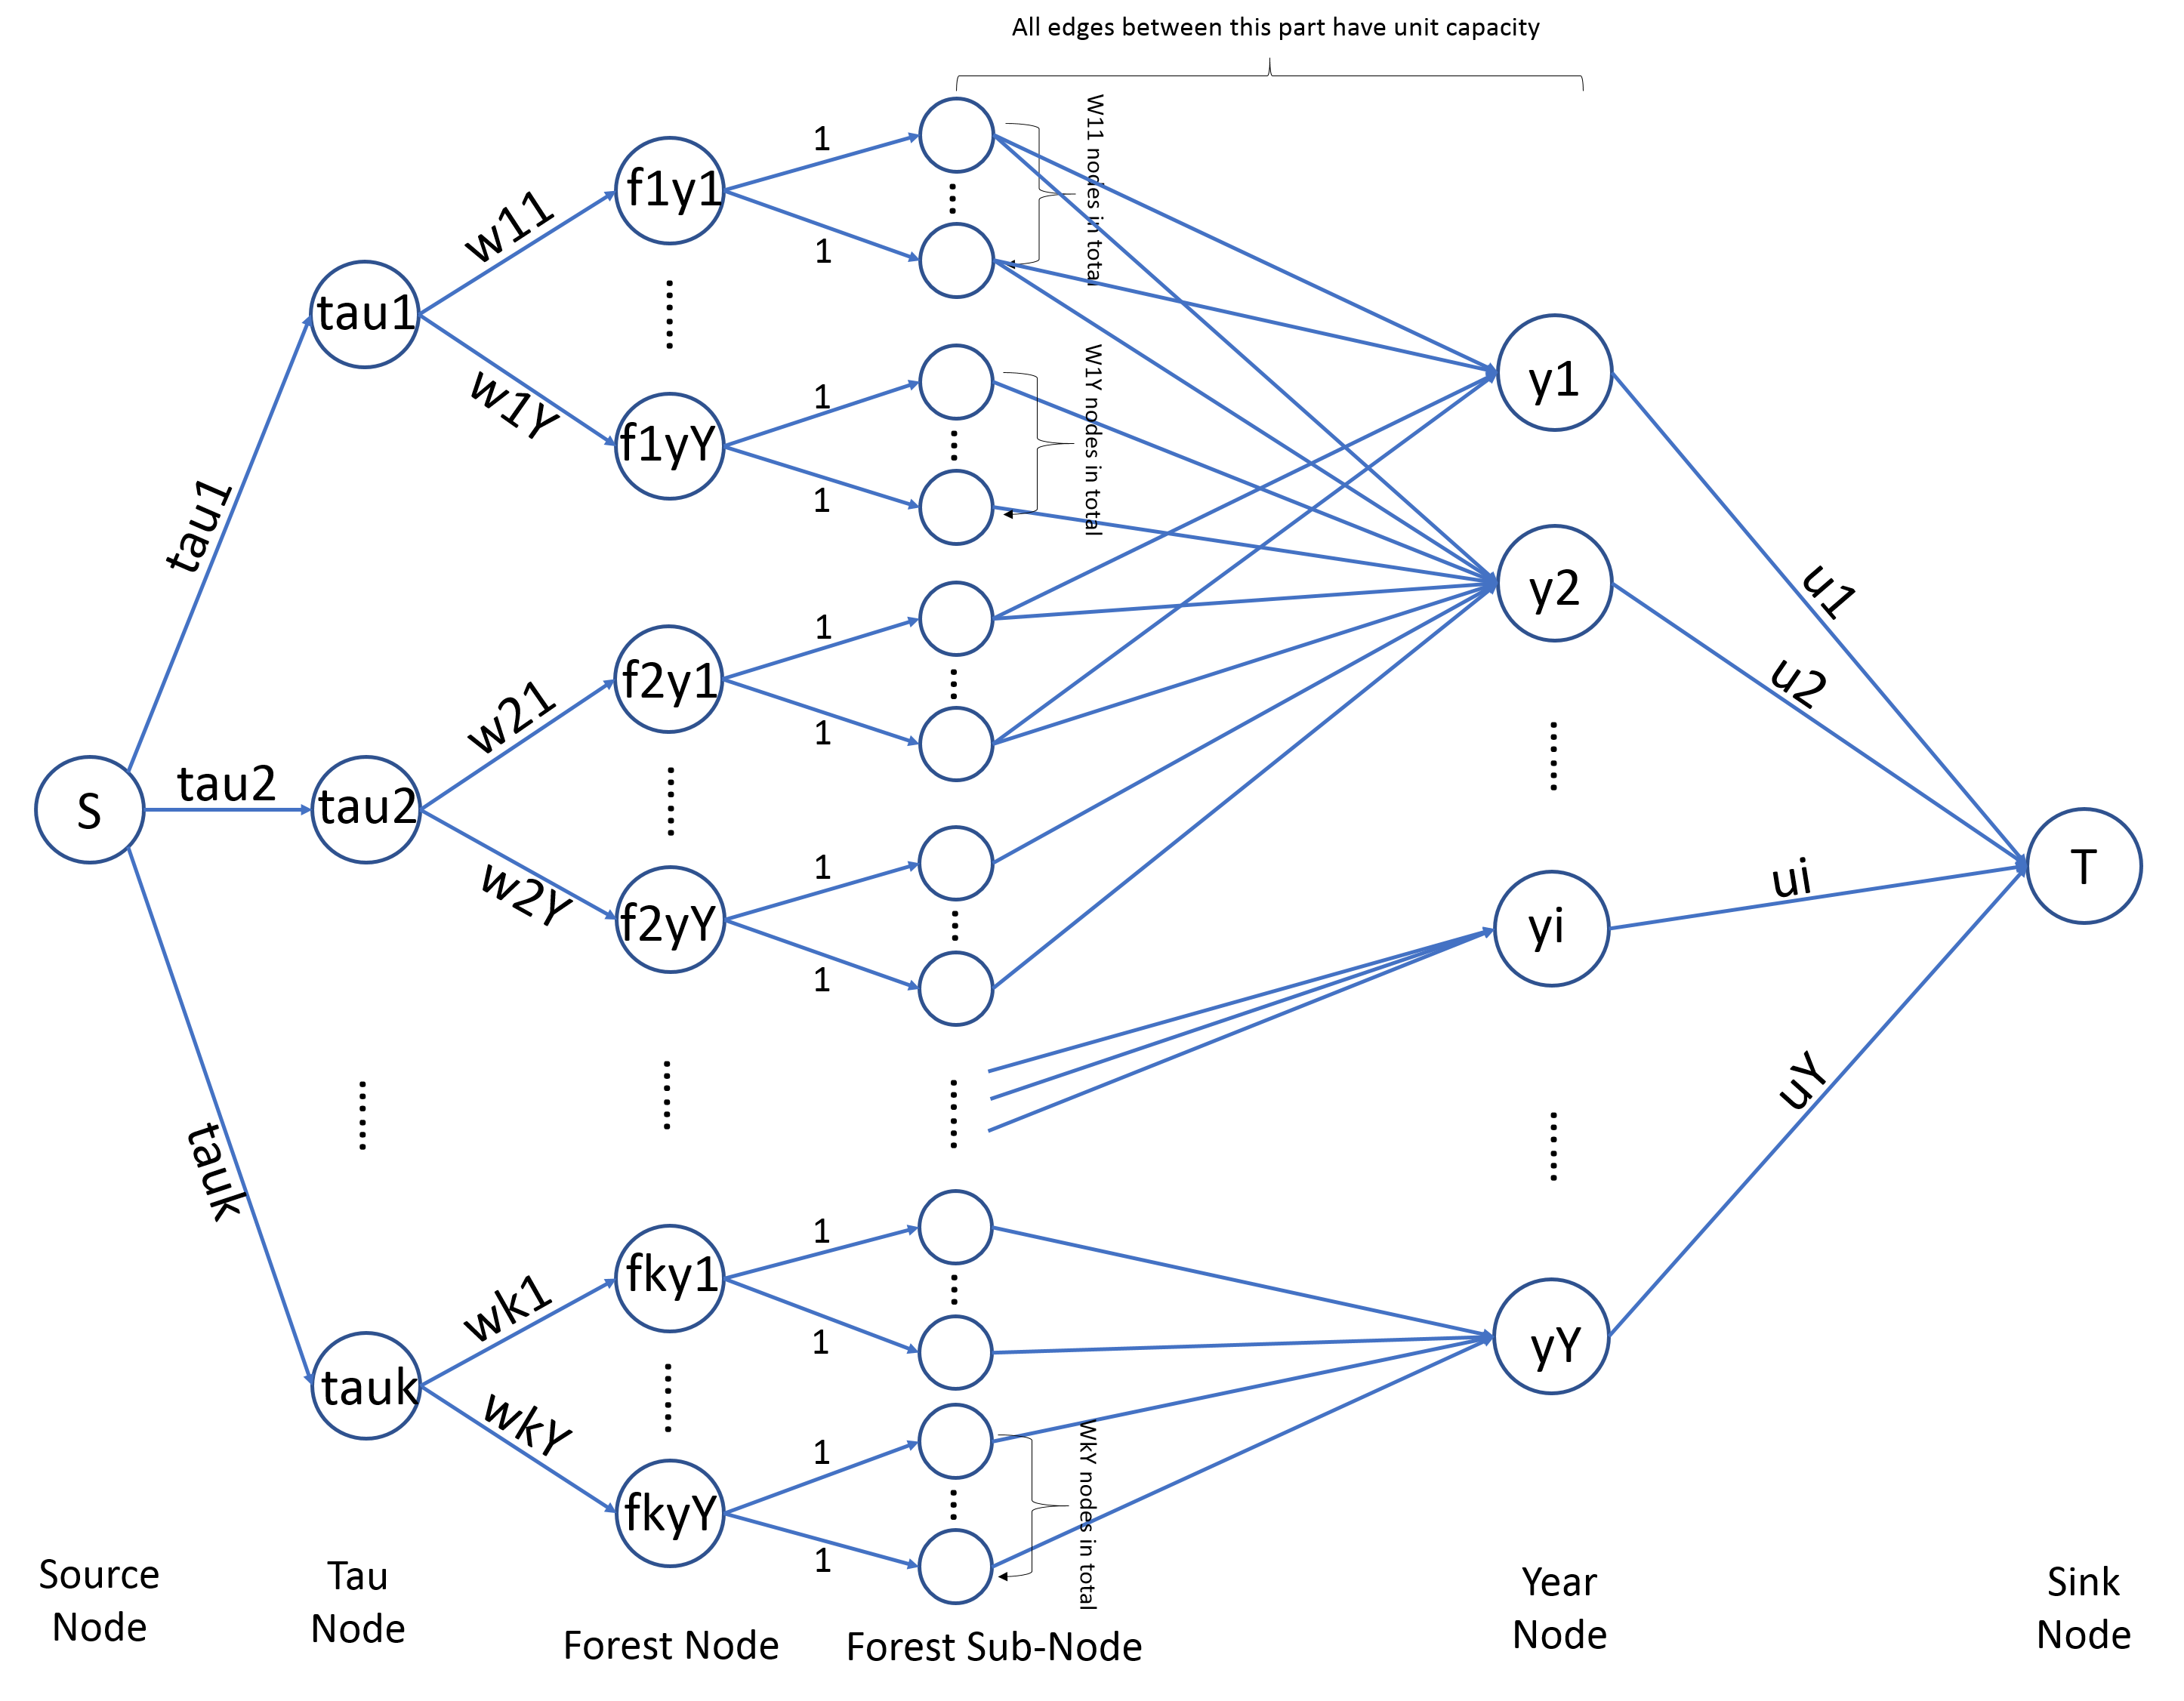 All edges between this part have unit capacity
W11 nodes in total
1
f1y1
w11
1
tau1
W1Y nodes in total
y1
w1Y
1
f1yY
1
tau1
y2
u1
1
f2y1
w21
u2
1
tau2
S
tau2
T
1
w2Y
f2yY
ui
yi
1
uY
tauk
1
fky1
wk1
1
yY
tauk
wkY
1
WkY nodes in total
fkyY
1
Source
Node
Tau
Node
Forest Node
Forest Sub-Node
Year
Node
Sink
Node